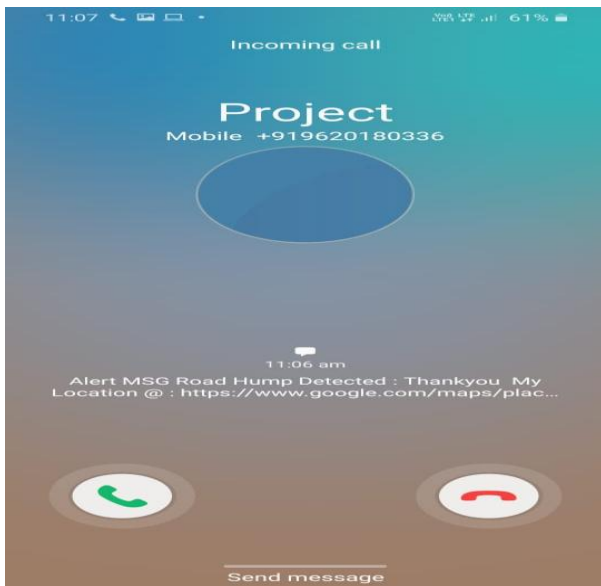 11:07 61%
Incoming call
Project
Mobile +919620180336
11:06 am
Alert MSG Road Hump Detected : Thankyou My
Location @ : https://www.google.com/maps/plac...
Send message